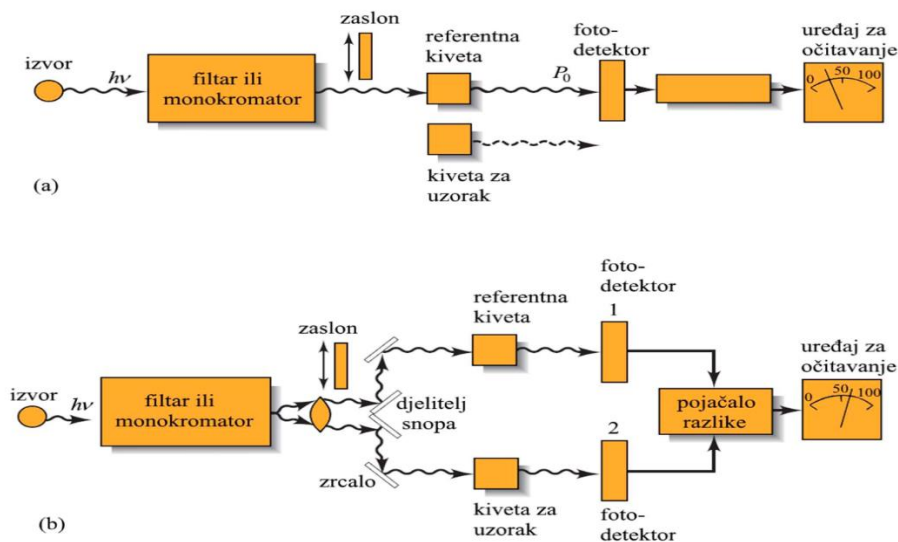 zaslon
izvor
hν
filtar ili
monokromator
referentna
kiveta
P₀
foto-
detektor
uređaj za
očitavanje
0 50 100
kiveta za
uzorak
(a)
foto-
detektor
1
referentna
kiveta
zaslon
uređaj za
očitavanje
izvor
hν
filtar ili
monokromator
djelitelj
snopa
pojačalo
razlike
0 50 100
2
zrcalo
kiveta za
uzorak
foto-
detektor
(b)